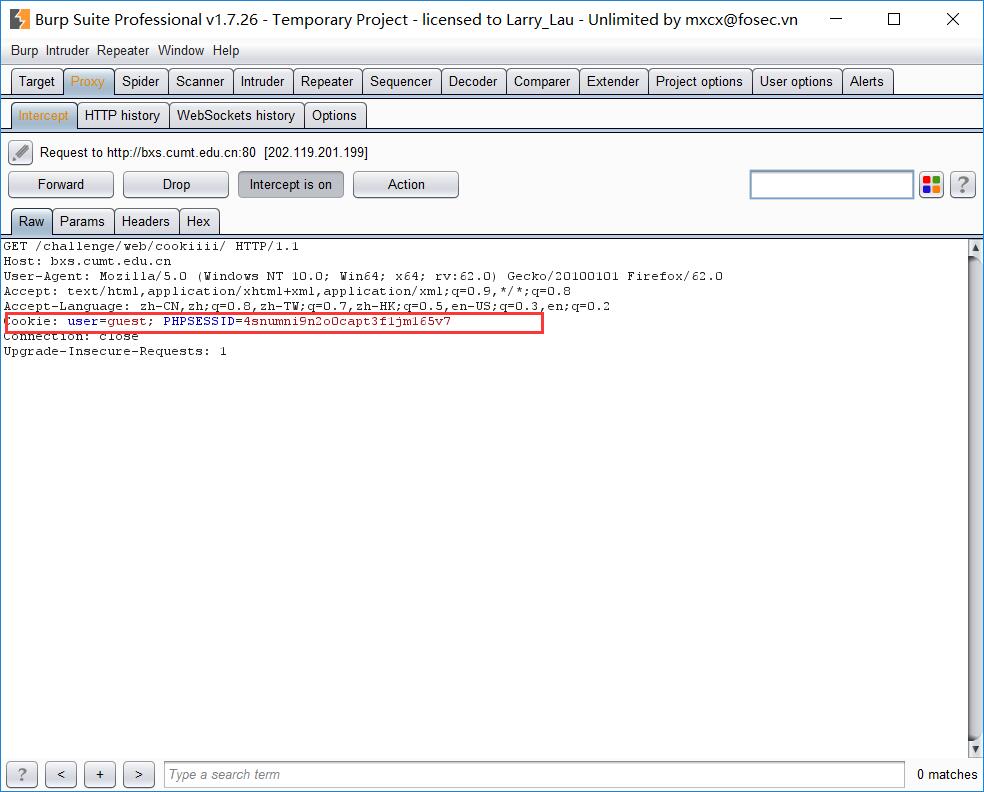 Burp Suite Professional v1.7.26 - Temporary Project - licensed to Larry_Lau - Unlimited by mxcx@fosec.vn
Burp Intruder Repeater Window Help
Target Proxy Spider Scanner Intruder Repeater Sequencer Decoder Comparer Extender Project options User options Alerts
Intercept HTTP history WebSockets history Options
Request to http://bxs.cumt.edu.cn:80 [202.119.201.199]
Forward Drop Intercept is on Action ?
Raw Params Headers Hex
GET /challenge/web/cookiiii/ HTTP/1.1
Host: bxs.cumt.edu.cn
User-Agent: Mozilla/5.0 (Windows NT 10.0; Win64; x64; rv:62.0) Gecko/20100101 Firefox/62.0
Accept: text/html,application/xhtml+xml,application/xml;q=0.9,*/*;q=0.8
Accept-Language: zh-CN,zh;q=0.8,zh-TW;q=0.7,zh-HK;q=0.5,en-US;q=0.3,en;q=0.2
Cookie: user=guest; PHPSESSID=4snumni9n2o0capt3f1jm165v7
Connection: close
Upgrade-Insecure-Requests: 1
? < + > Type a search term 0 matches